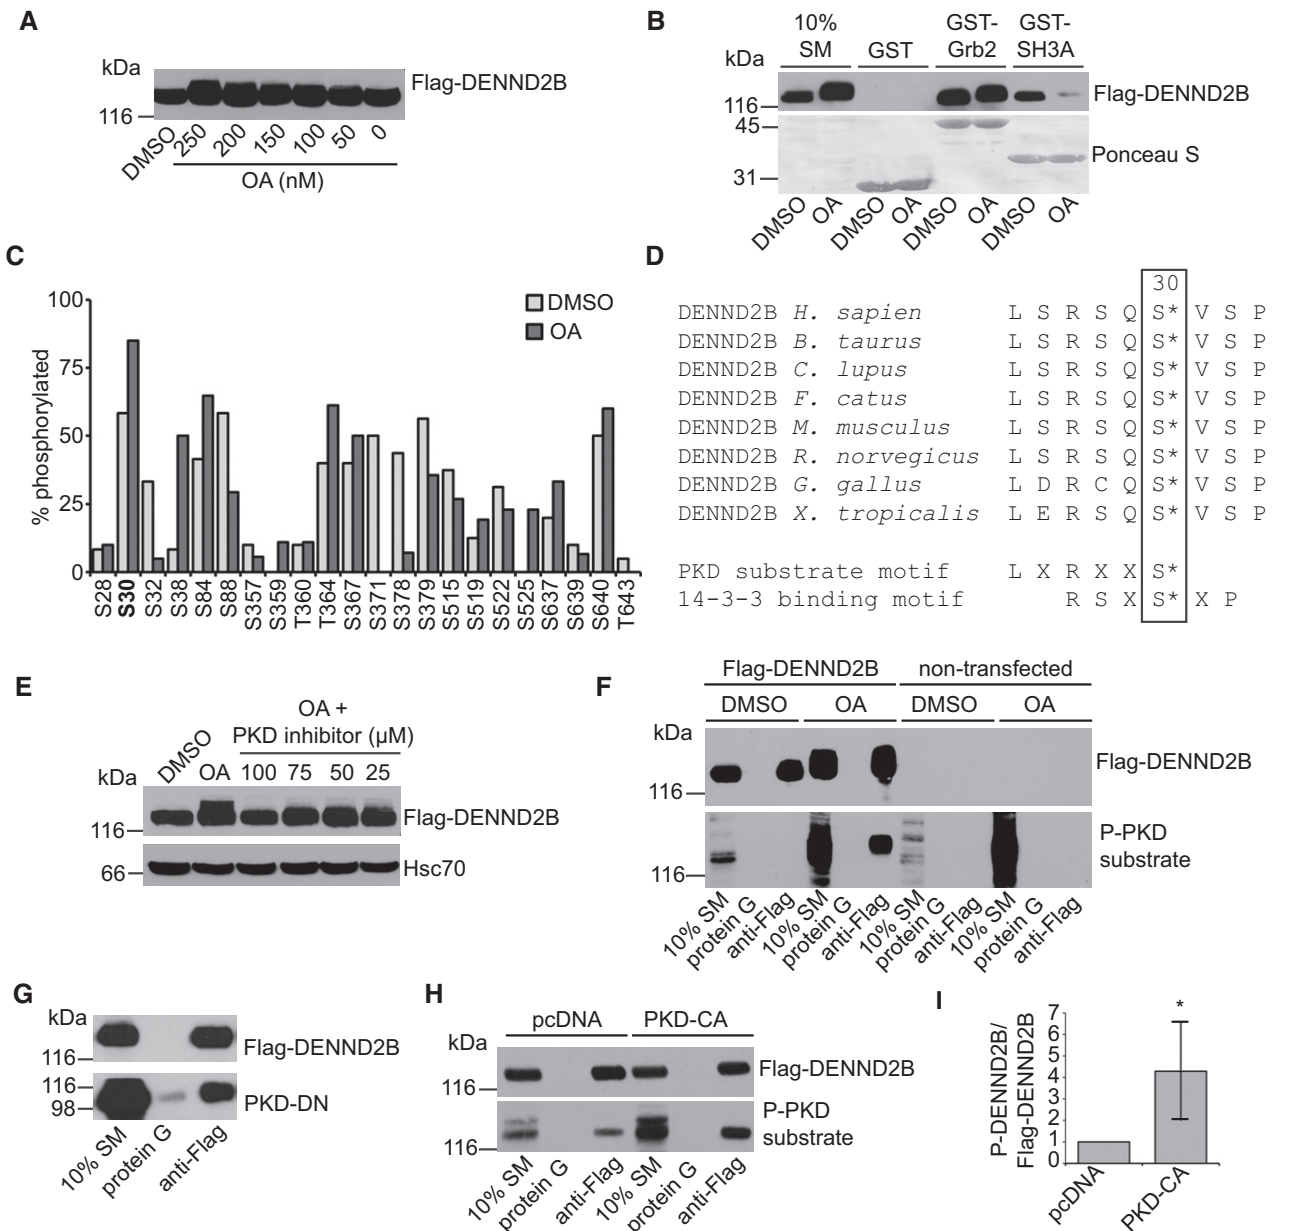 A
kDa
Flag-DENND2B
116
DMSO 250 200 150 100 50 0
OA (nM)
B
10% SM
GST
GST-Grb2
GST-SH3A
kDa
116
Flag-DENND2B
45
Ponceau S
31
DMSO OA DMSO OA DMSO OA DMSO OA
C
% phosphorylated
100
75
50
25
0
DMSO
OA
S28 S30 S32 S38 S84 S88 S357 S359 T360 T364 S367 S371 S378 S379 S515 S519 S522 S525 S637 S639 S640 T643
D
30
DENND2B H. sapien L S R S Q S* V S P
DENND2B B. taurus L S R S Q S* V S P
DENND2B C. lupus L S R S Q S* V S P
DENND2B F. catus L S R S Q S* V S P
DENND2B M. musculus L S R S Q S* V S P
DENND2B R. norvegicus L S R S Q S* V S P
DENND2B G. gallus L D R C Q S* V S P
DENND2B X. tropicalis L E R S Q S* V S P
PKD substrate motif L X R X X S*
14-3-3 binding motif R S X S* X P
E
OA +
PKD inhibitor (µM)
kDa DMSO OA 100 75 50 25
116
Flag-DENND2B
66
Hsc70
F
Flag-DENND2B non-transfected
DMSO OA DMSO OA
kDa
Flag-DENND2B
116
P-PKD
substrate
116
10% SM protein G anti-Flag 10% SM protein G anti-Flag 10% SM protein G anti-Flag 10% SM protein G anti-Flag
G
kDa
Flag-DENND2B
116
116
98
PKD-DN
10% SM protein G anti-Flag
H
pcDNA PKD-CA
kDa
Flag-DENND2B
116
P-PKD
substrate
116
10% SM protein G anti-Flag 10% SM protein G anti-Flag
I
P-DENND2B/
Flag-DENND2B
7
6
5
4
3
2
1
0
*
pcDNA PKD-CA